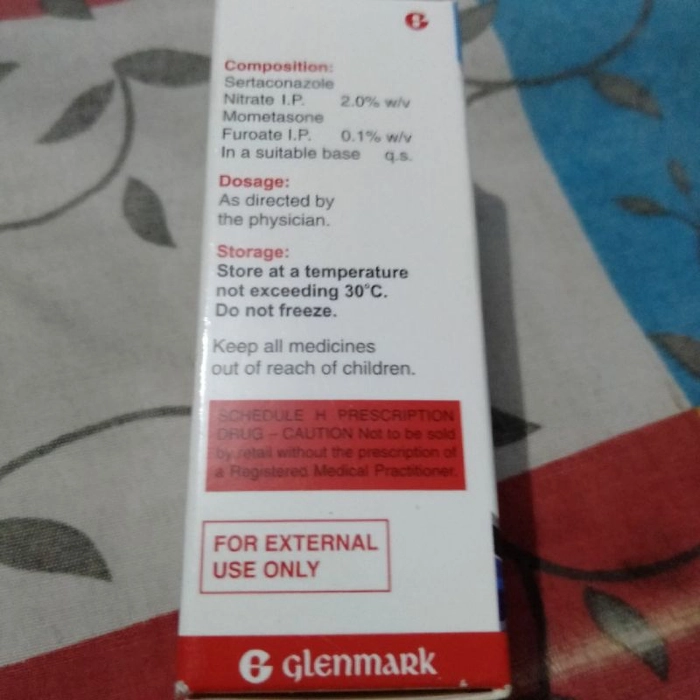 Composition:
Sertaconazole
Nitrate I.P. 2.0% w/v
Mometasone
Furoate I.P. 0.1% w/v
In a suitable base q.s.
Dosage:
As directed by
the physician.
Storage:
Store at a temperature
not exceeding 30°C.
Do not freeze.
Keep all medicines
out of reach of children.
SCHEDULE H PRESCRIPTION
DRUG – CAUTION Not to be sold
by retail without the prescription of
a Registered Medical Practitioner.
FOR EXTERNAL
USE ONLY
glenmark